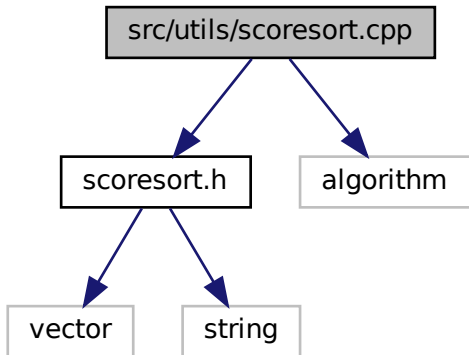 src/utils/scoresort.cpp
scoresort.h
algorithm
vector
string